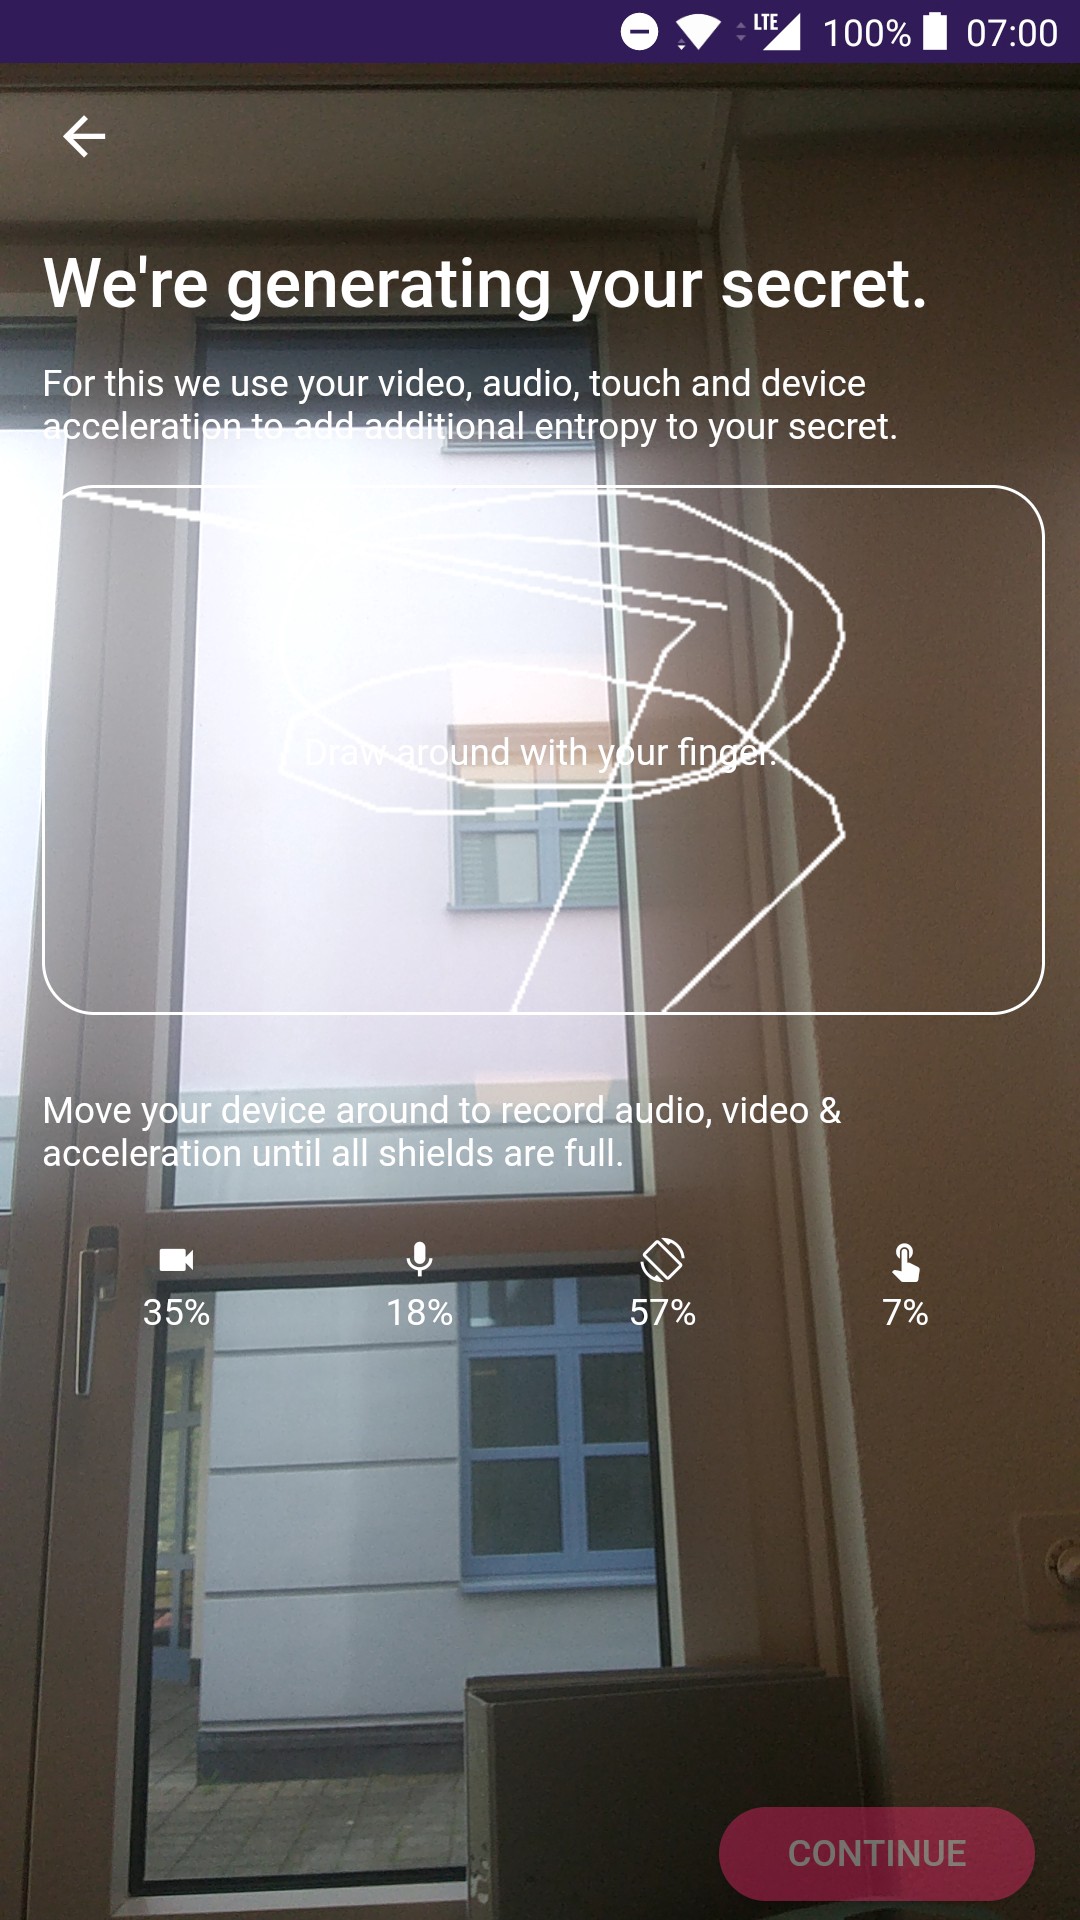 LTE 100% 07:00
We're generating your secret.
For this we use your video, audio, touch and device
acceleration to add additional entropy to your secret.
Draw around with your finger.
Move your device around to record audio, video &
acceleration until all shields are full.
35% 18% 57% 7%
CONTINUE